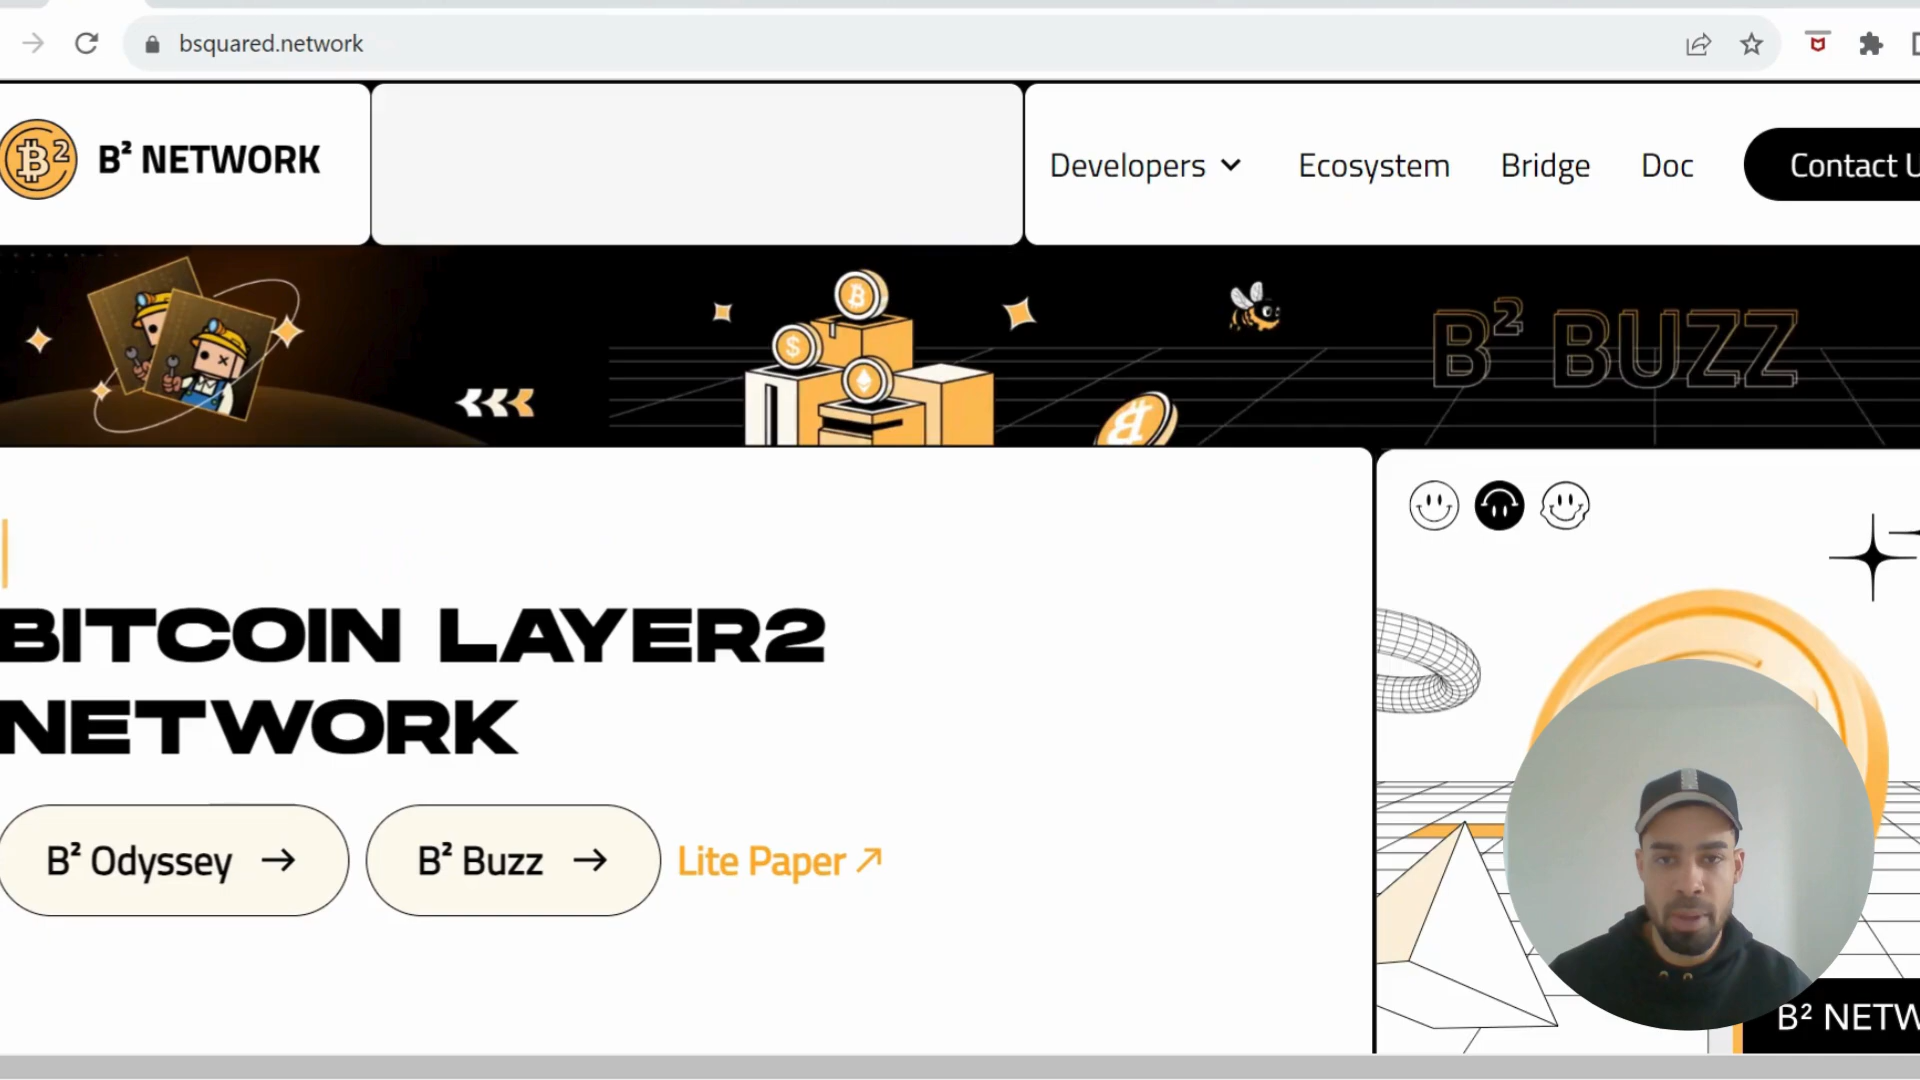 bsquared.network
B² NETWORK
Developers
Ecosystem
Bridge
Doc
Contact U
B² BUZZ
BITCOIN LAYER2
NETWORK
B² Odyssey →
B² Buzz →
Lite Paper ↗
B² NETW